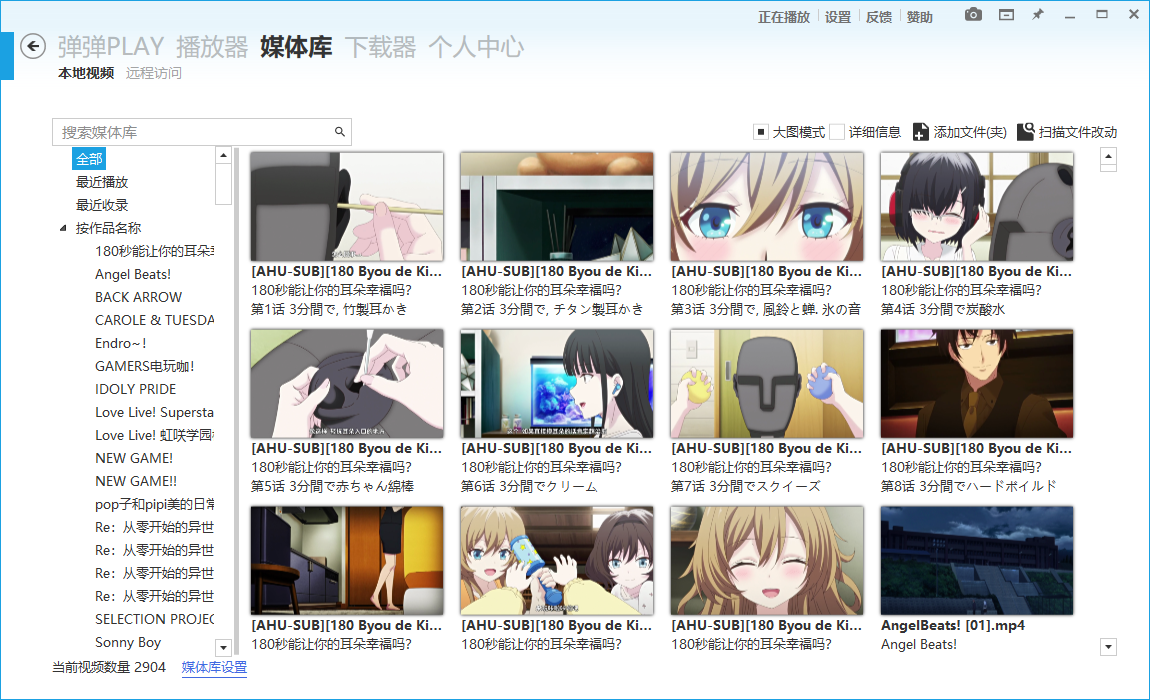 正在播放 设置 反馈 赞助
弹弹PLAY 播放器 媒体库 下载器 个人中心
本地视频 远程访问
搜索媒体库
大图模式 详细信息 添加文件(夹) 扫描文件改动
全部
最近播放
最近收录
按作品名称
180秒能让你的耳朵
Angel Beats!
BACK ARROW
CAROLE & TUESDA
Endro~!
GAMERS电玩咖!
IDOLY PRIDE
Love Live! Supersta
Love Live! 虹咲学园
NEW GAME!
NEW GAME!!
pop子和pipi美的日常
Re：从零开始的异世
Re：从零开始的异世
Re：从零开始的异世
Re：从零开始的异世
SELECTION PROJEC
Sonny Boy
当前视频数量 2904 媒体库设置
[AHU-SUB][180 Byou de Ki...
180秒能让你的耳朵幸福吗?
第1话 3分間で, 竹製耳かき
[AHU-SUB][180 Byou de Ki...
180秒能让你的耳朵幸福吗?
第2话 3分間で, チタン製耳かき
[AHU-SUB][180 Byou de Ki...
180秒能让你的耳朵幸福吗?
第3话 3分間で, 風鈴と蝉. 氷の音
[AHU-SUB][180 Byou de Ki...
180秒能让你的耳朵幸福吗?
第4话 3分間で炭酸水
[AHU-SUB][180 Byou de Ki...
180秒能让你的耳朵幸福吗?
第5话 3分間で赤ちゃん綿棒
[AHU-SUB][180 Byou de Ki...
180秒能让你的耳朵幸福吗?
第6话 3分間でクリーム
[AHU-SUB][180 Byou de Ki...
180秒能让你的耳朵幸福吗?
第7话 3分間でスクイーズ
[AHU-SUB][180 Byou de Ki...
180秒能让你的耳朵幸福吗?
第8话 3分間でハードボイルド
[AHU-SUB][180 Byou de Ki...
180秒能让你的耳朵幸福吗?
[AHU-SUB][180 Byou de Ki...
180秒能让你的耳朵幸福吗?
[AHU-SUB][180 Byou de Ki...
180秒能让你的耳朵幸福吗?
AngelBeats! [01].mp4
Angel Beats!